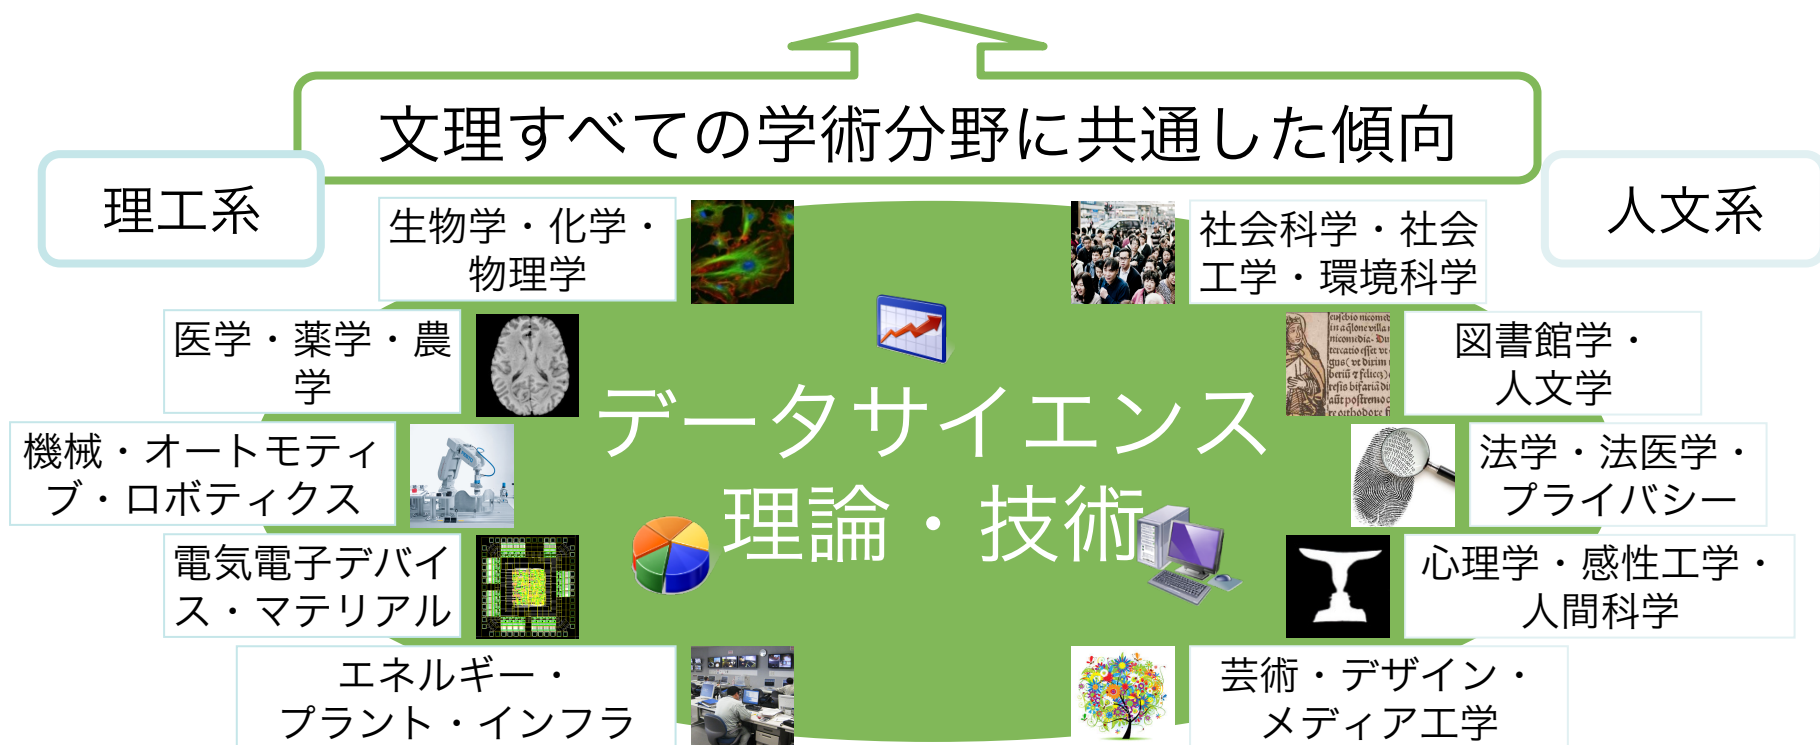 文理すべての学術分野に共通した傾向
理工系
人文系
生物学・化学・
物理学
社会科学・社会
工学・環境科学
医学・薬学・農
学
図書館学・
人文学
機械・オートモティ
ブ・ロボティクス
法学・法医学・
プライバシー
データサイエンス
理論・技術
電気電子デバイ
ス・マテリアル
心理学・感性工学・
人間科学
エネルギー・
プラント・インフラ
芸術・デザイン・
メディア工学